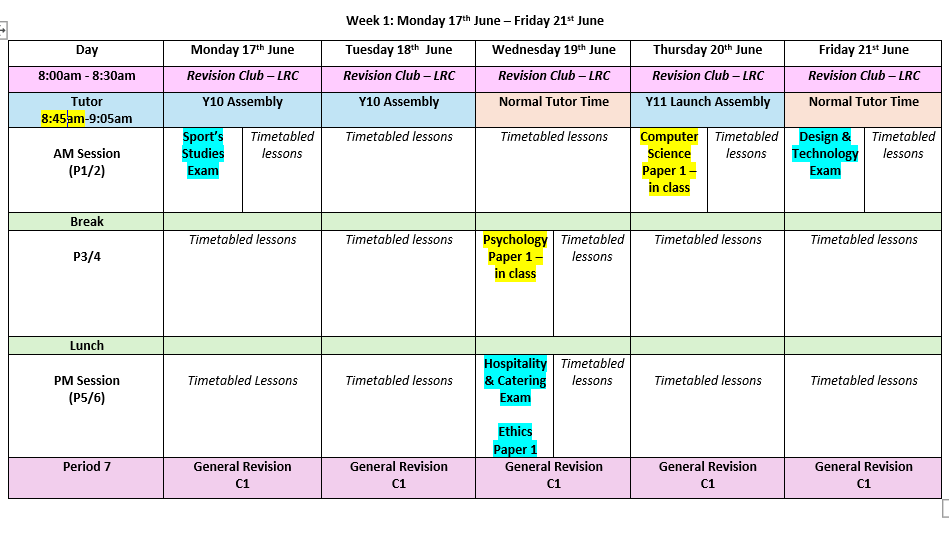 Week 1: Monday 17th June – Friday 21st June
Day Monday 17th June Tuesday 18th June Wednesday 19th June Thursday 20th June Friday 21st June
8:00am - 8:30am Revision Club – LRC Revision Club – LRC Revision Club – LRC Revision Club – LRC Revision Club – LRC
Tutor
8:45am-9:05am
Y10 Assembly
Y10 Assembly
Normal Tutor Time
Y11 Launch Assembly
Normal Tutor Time
AM Session
(P1/2)
Sport's
Studies
Exam
Timetabled
lessons
Timetabled lessons
Timetabled lessons
Computer
Science
Paper 1 –
in class
Timetabled
lessons
Design &
Technology
Exam
Timetabled
lessons
Break
P3/4
Timetabled lessons
Timetabled lessons
Psychology
Paper 1 –
in class
Timetabled
lessons
Timetabled lessons
Timetabled lessons
Lunch
PM Session
(P5/6)
Timetabled Lessons
Timetabled lessons
Hospitality
& Catering
Exam
Ethics
Paper 1
Timetabled
lessons
Timetabled lessons
Timetabled lessons
Period 7
General Revision
C1
General Revision
C1
General Revision
C1
General Revision
C1
General Revision
C1